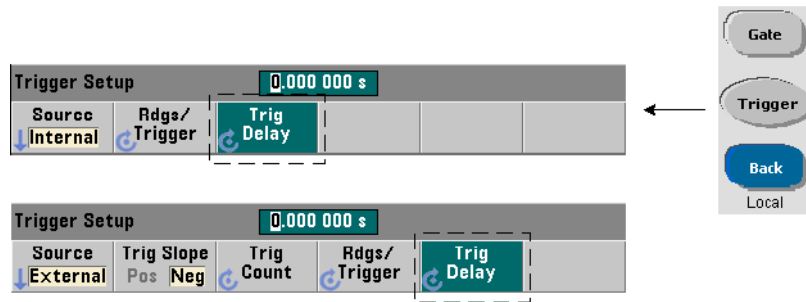 Trigger Setup 0.000 000 s
Source Rdgs/ Trig
Internal Trigger Delay
Gate
Trigger
Back
Local
Trigger Setup 0.000 000 s
Source Trig Slope Trig Rdgs/ Trig
External Pos Neg Count Trigger Delay